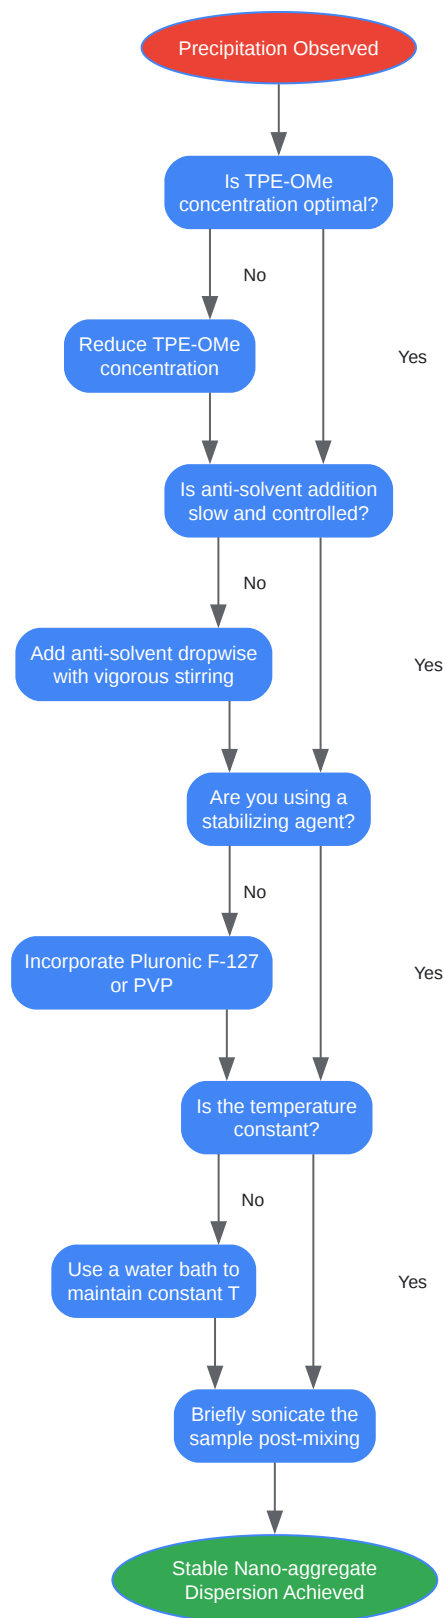 Precipitation Observed
Is TPE-OMe
concentration optimal?
No
Reduce TPE-OMe
concentration
Yes
Is anti-solvent addition
slow and controlled?
No
Add anti-solvent dropwise
with vigorous stirring
Yes
Are you using a
stabilizing agent?
No
Incorporate Pluronic F-127
or PVP
Yes
Is the temperature
constant?
No
Use a water bath to
maintain constant T
Yes
Briefly sonicate the
sample post-mixing
Stable Nano-aggregate
Dispersion Achieved